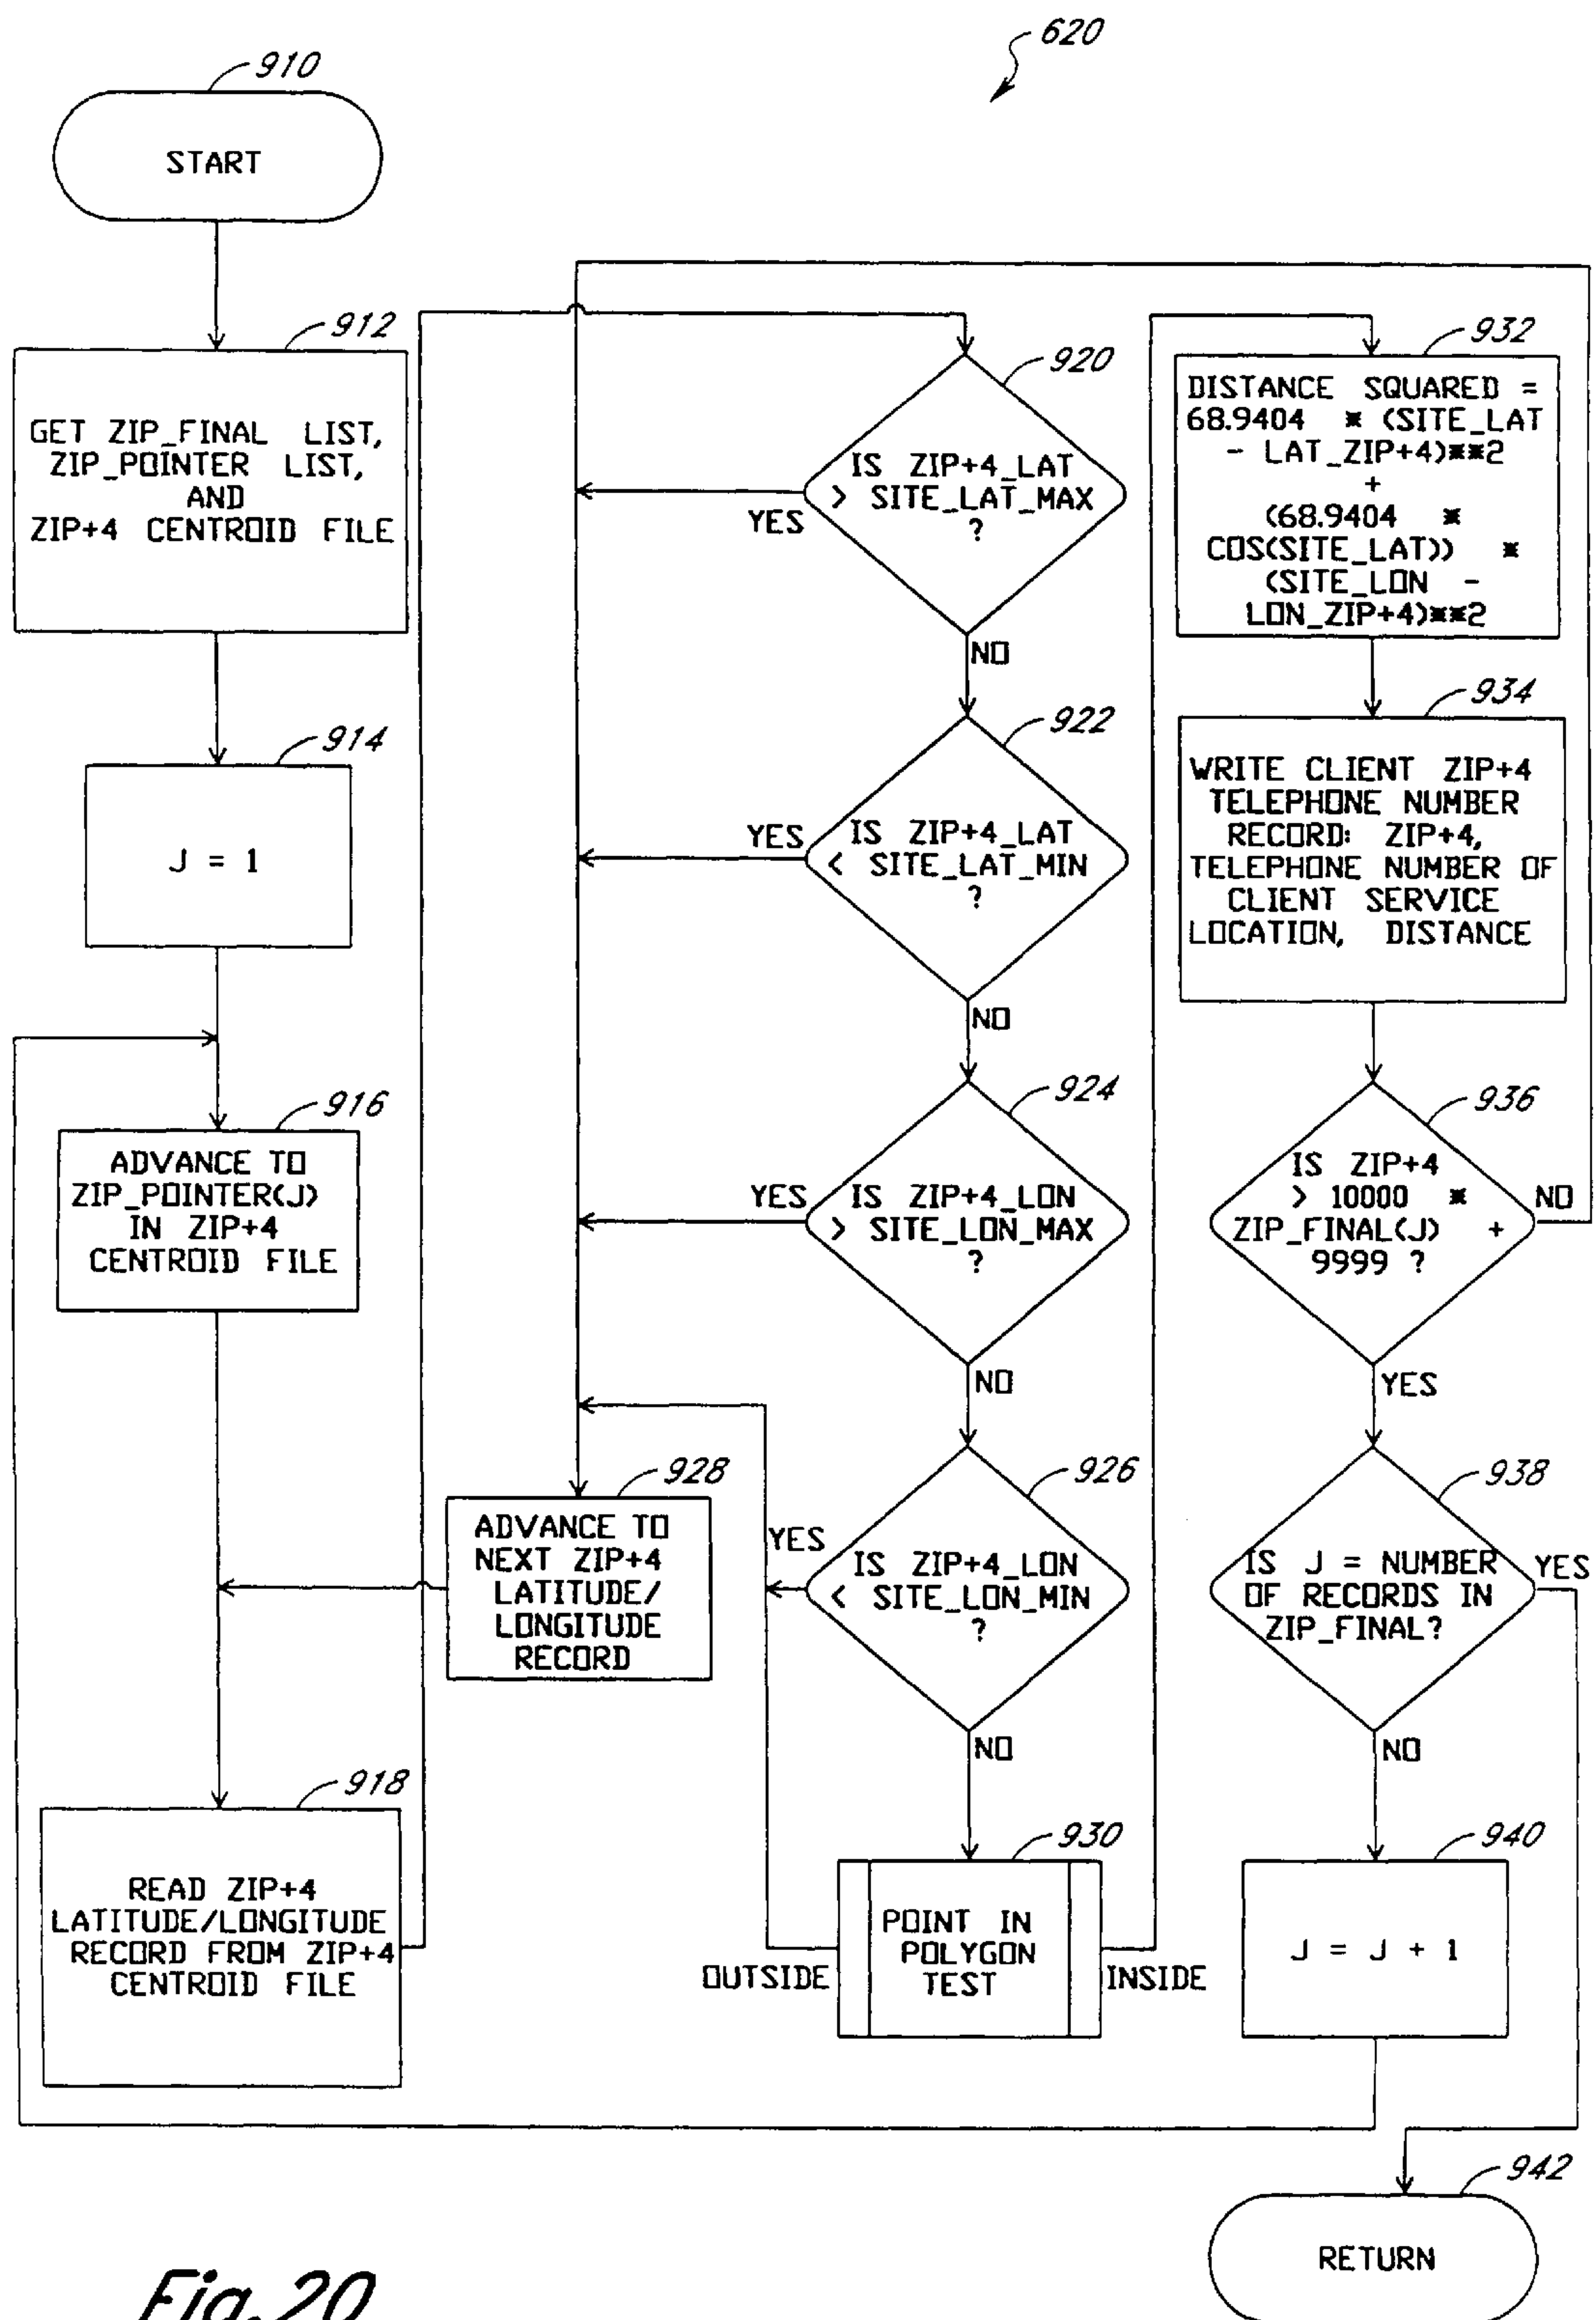 620
910
START
912
GET ZIP_FINAL LIST,
ZIP_POINTER LIST,
AND
ZIP+4 CENTROID FILE
914
J = 1
916
ADVANCE TO
ZIP_POINTER(J)
IN ZIP+4
CENTROID FILE
918
READ ZIP+4
LATITUDE/LONGITUDE
RECORD FROM ZIP+4
CENTROID FILE
920
IS ZIP+4_LAT
> SITE_LAT_MAX
?
YES
NO
922
IS ZIP+4_LAT
< SITE_LAT_MIN
?
YES
NO
924
IS ZIP+4_LON
> SITE_LON_MAX
?
YES
NO
926
IS ZIP+4_LON
< SITE_LON_MIN
?
YES
NO
928
ADVANCE TO
NEXT ZIP+4
LATITUDE/
LONGITUDE
RECORD
930
POINT IN
POLYGON
TEST
OUTSIDE
INSIDE
932
DISTANCE SQUARED =
68.9404 * (SITE_LAT
- LAT_ZIP+4)**2
+
(68.9404 *
COS(SITE_LAT)) *
(SITE_LON -
LON_ZIP+4)**2
934
WRITE CLIENT ZIP+4
TELEPHONE NUMBER
RECORD: ZIP+4,
TELEPHONE NUMBER OF
CLIENT SERVICE
LOCATION, DISTANCE
936
IS ZIP+4
> 10000 *
ZIP_FINAL(J) +
9999 ?
NO
YES
938
IS J = NUMBER
OF RECORDS IN
ZIP_FINAL?
YES
NO
940
J = J + 1
942
RETURN
Fig. 20